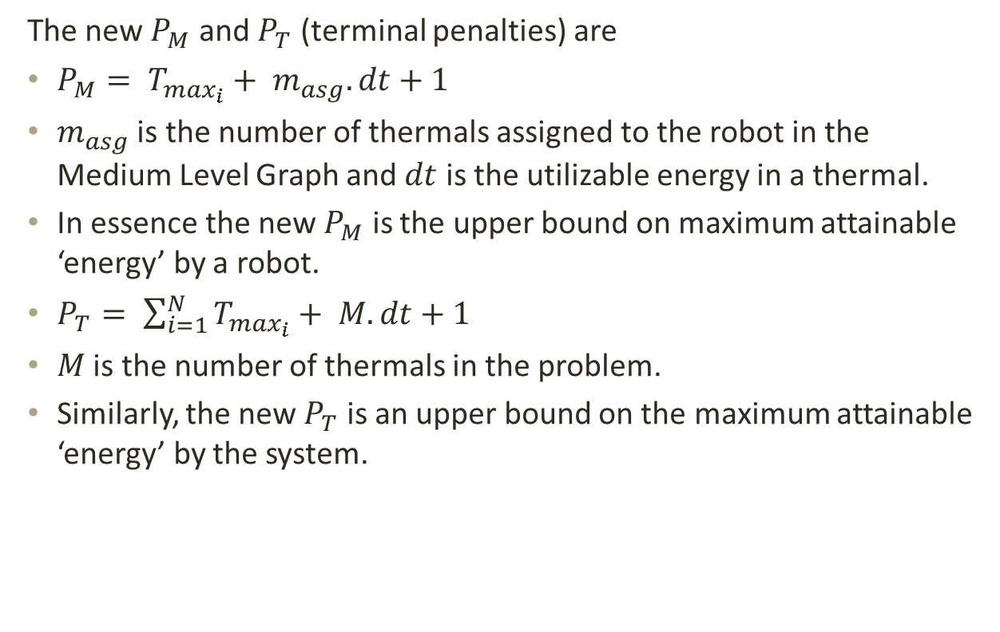 The new P_M and P_T (terminal penalties) are
• P_M = T_{max_i} + m_{asg}. dt + 1
• m_{asg} is the number of thermals assigned to the robot in the
Medium Level Graph and dt is the utilizable energy in a thermal.
• In essence the new P_M is the upper bound on maximum attainable
‘energy’ by a robot.
• P_T = ∑_{i=1}^{N} T_{max_i} + M. dt + 1
• M is the number of thermals in the problem.
• Similarly, the new P_T is an upper bound on the maximum attainable
‘energy’ by the system.